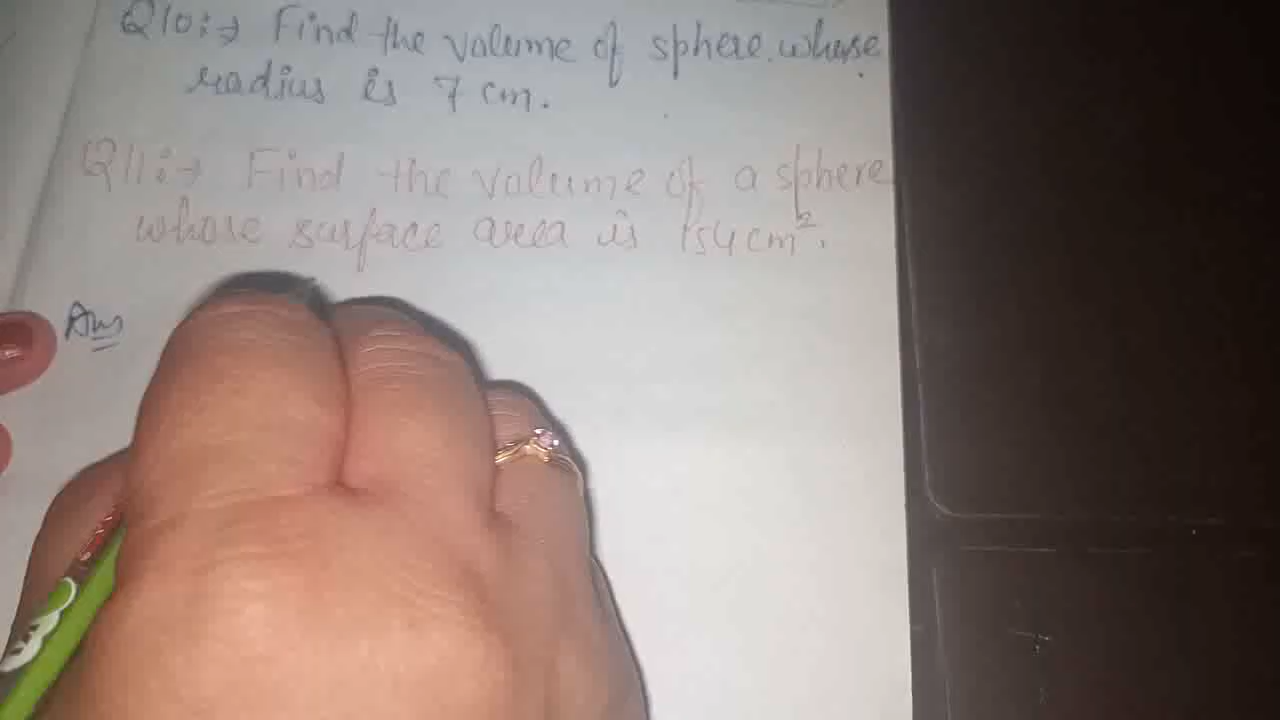 Q10:→ Find the volume of sphere whose
radius is 7 cm.
Q11:→ Find the volume of a sphere
whose surface area is 154 cm².
Ans